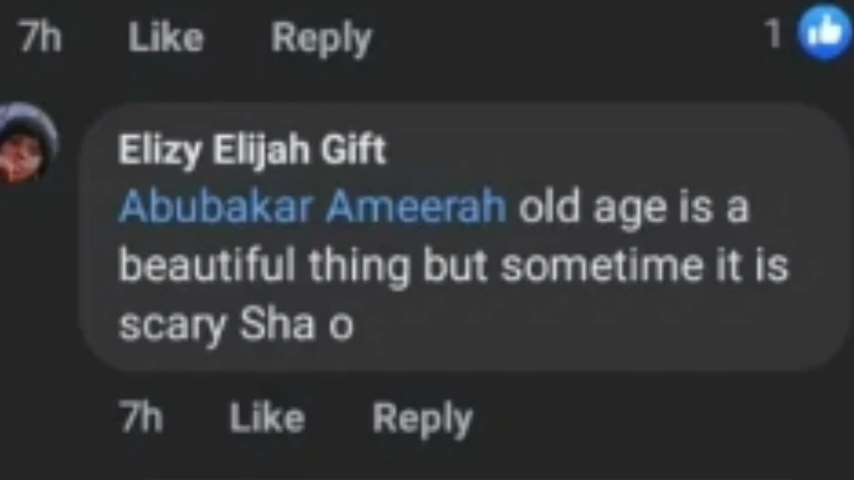 7h Like Reply 1
Elizy Elijah Gift
Abubakar Ameerah old age is a
beautiful thing but sometime it is
scary Sha o
7h Like Reply